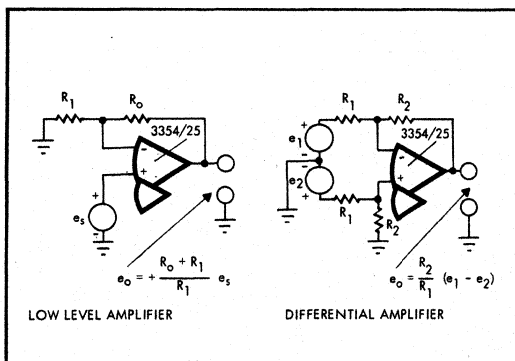 R1
Ro
3354/25
-
+
+
es
eo = + Ro + R1 / R1 es
LOW LEVEL AMPLIFIER
R1
R2
3354/25
+
e1
-
-
e2
+
-
+
R1
R2
eo = R2 / R1 (e1 - e2)
DIFFERENTIAL AMPLIFIER